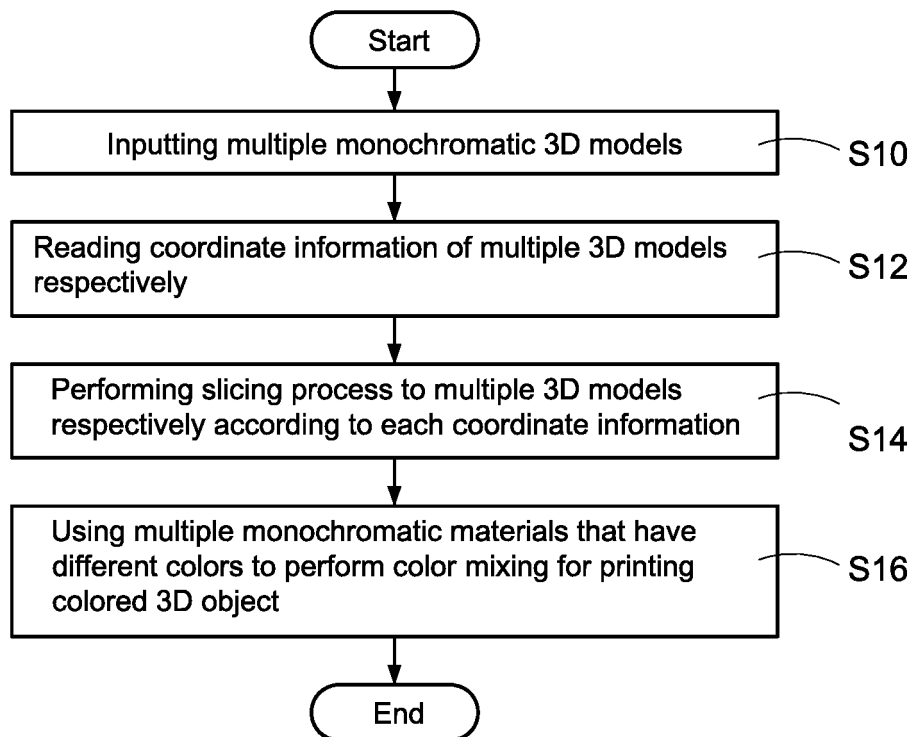 Start
Inputting multiple monochromatic 3D models
S10
Reading coordinate information of multiple 3D models
respectively
S12
Performing slicing process to multiple 3D models
respectively according to each coordinate information
S14
Using multiple monochromatic materials that have
different colors to perform color mixing for printing
colored 3D object
S16
End